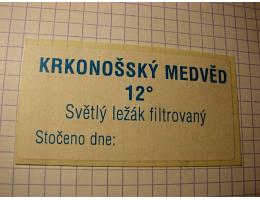 KRKONOŠSKÝ MEDVĚD
12°
Světlý ležák filtrovaný
Stočeno dne: